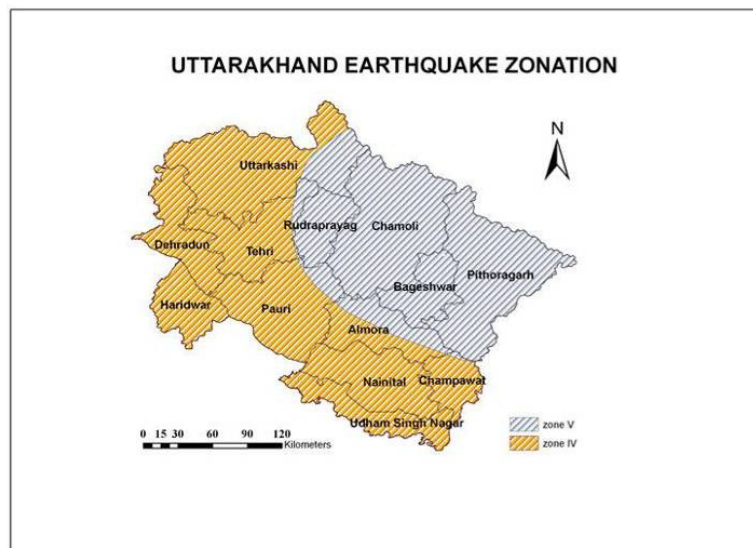 UTTARAKHAND EARTHQUAKE ZONATION
N
Uttarkashi
Rudraprayag
Chamoli
Dehradun
Tehri
Bageshwar
Pithoragarh
Haridwar
Pauri
Almora
Nainital
Champawat
Udham Singh Nagar
zone V
zone IV
0 15 30 60 90 120
Kilometers